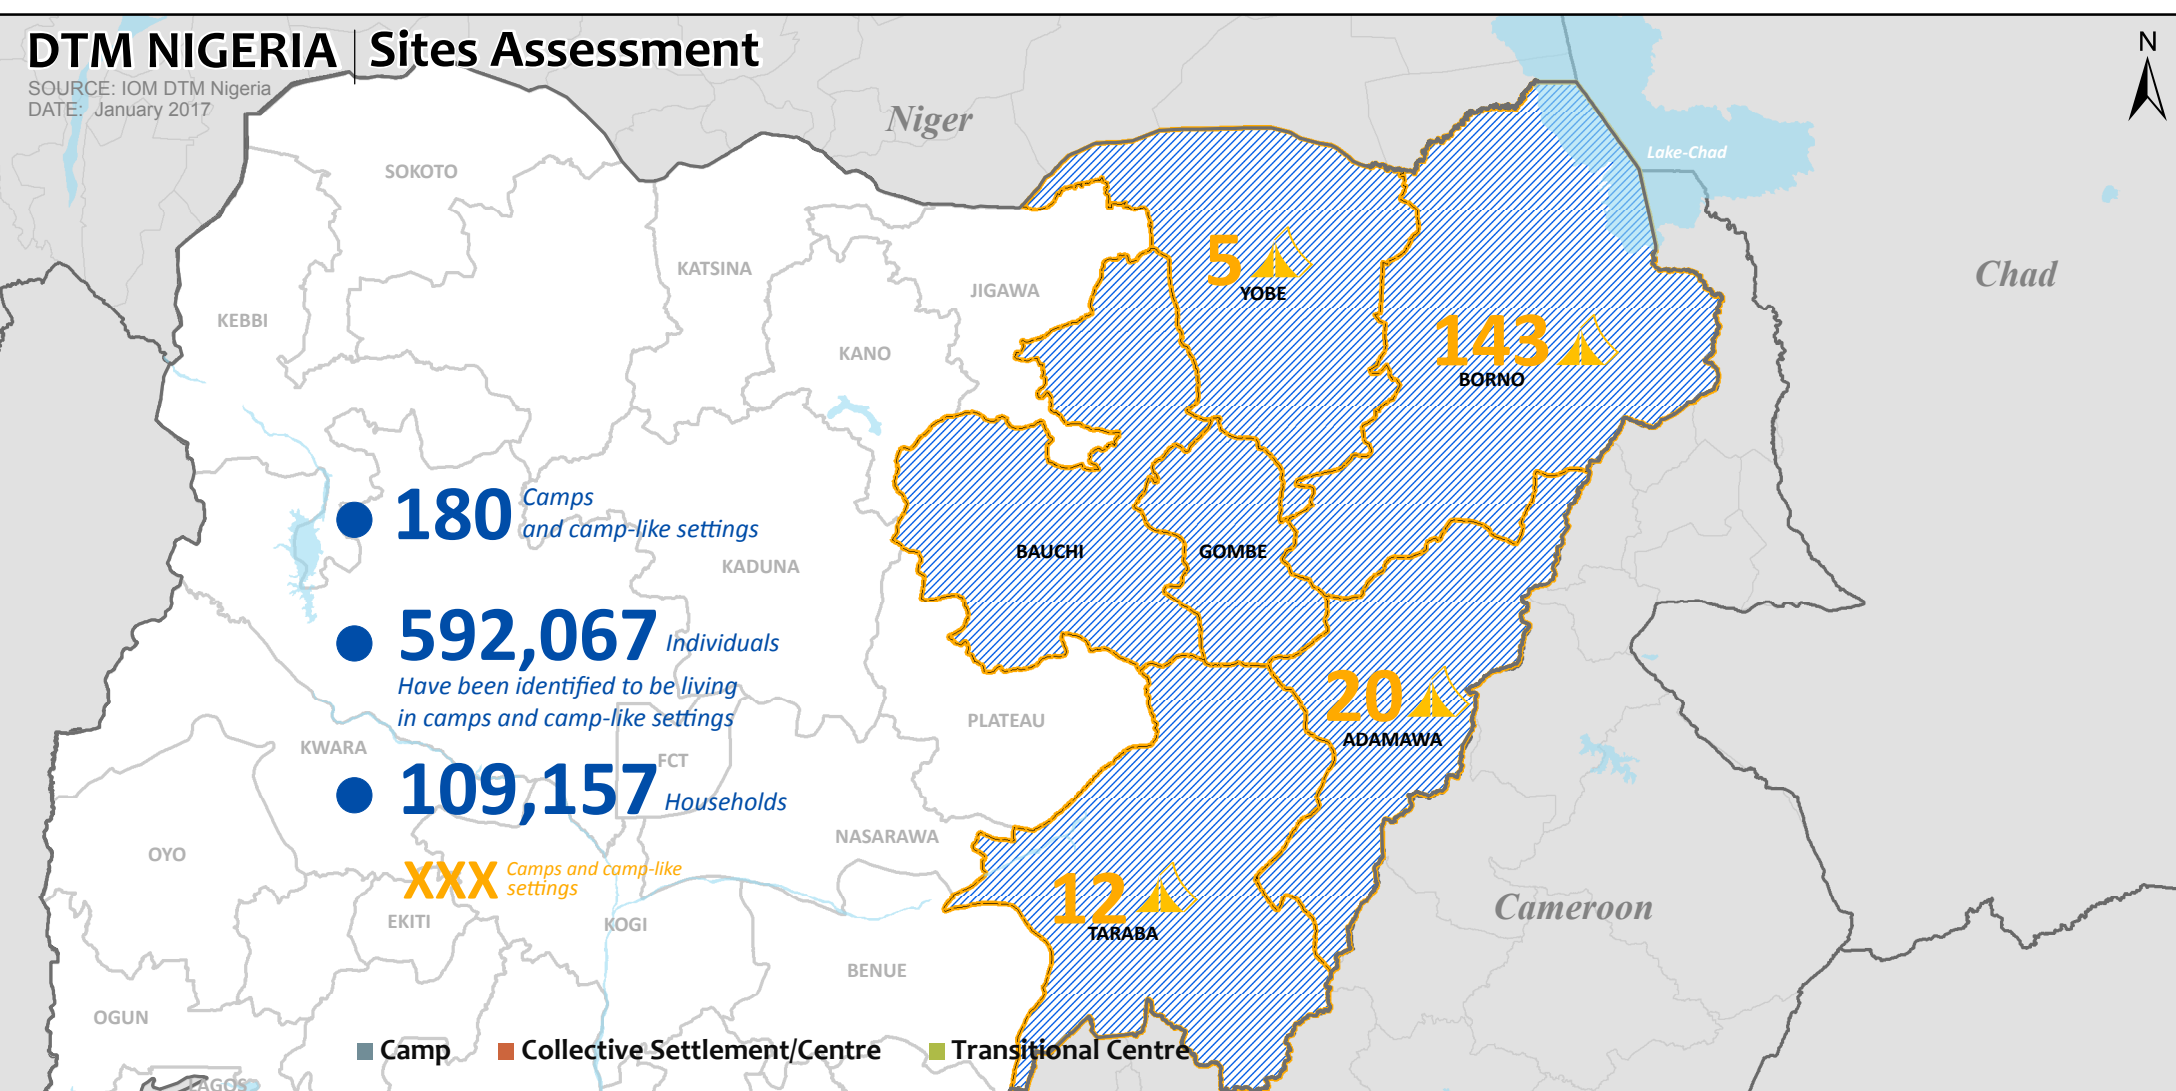 DTM NIGERIA | Sites Assessment
SOURCE: IOM DTM Nigeria
DATE: January 2017
N
Niger
Lake-Chad
Chad
SOKOTO
KATSINA
JIGAWA
KEBBI
KANO
5
YOBE
143
BORNO
180 Camps
and camp-like settings
KADUNA
BAUCHI
GOMBE
592,067 Individuals
Have been identified to be living
in camps and camp-like settings
PLATEAU
20
ADAMAWA
KWARA
FCT
109,157 Households
NASARAWA
OYO
XXX Camps and camp-like
settings
12
TARABA
Cameroon
EKITI
KOGI
BENUE
OGUN
Camp
Collective Settlement/Centre
Transitional Centre
LAGOS